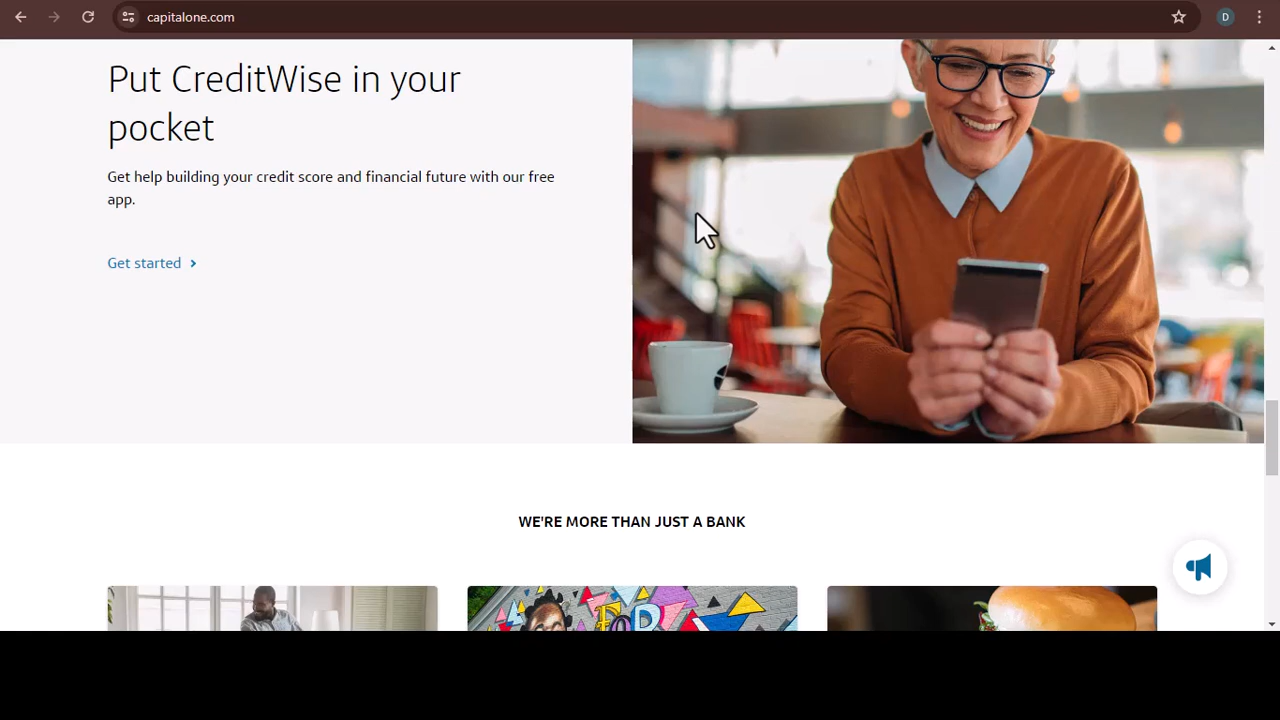 capitalone.com
D
Put CreditWise in your
pocket
Get help building your credit score and financial future with our free
app.
Get started
WE'RE MORE THAN JUST A BANK
FOR